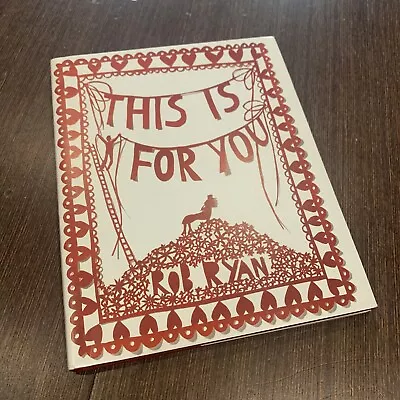 THIS IS
FOR YOU
ROB RYAN